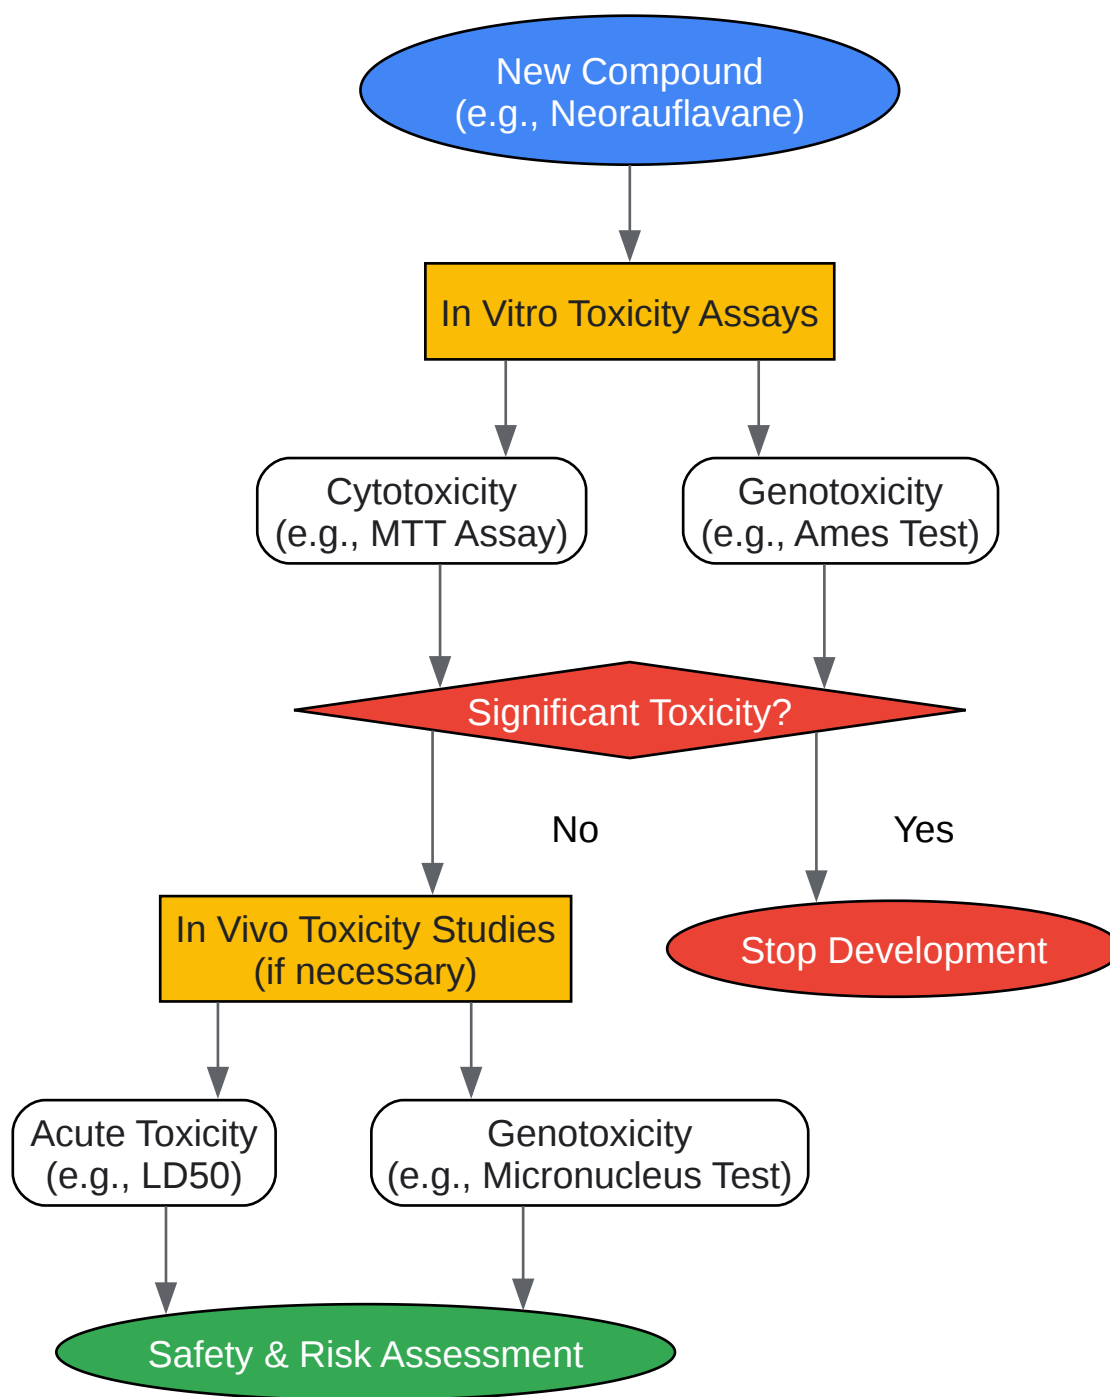 New Compound
(e.g., Neorauflavane)
In Vitro Toxicity Assays
Cytotoxicity
(e.g., MTT Assay)
Genotoxicity
(e.g., Ames Test)
Significant Toxicity?
No
Yes
In Vivo Toxicity Studies
(if necessary)
Stop Development
Acute Toxicity
(e.g., LD50)
Genotoxicity
(e.g., Micronucleus Test)
Safety & Risk Assessment